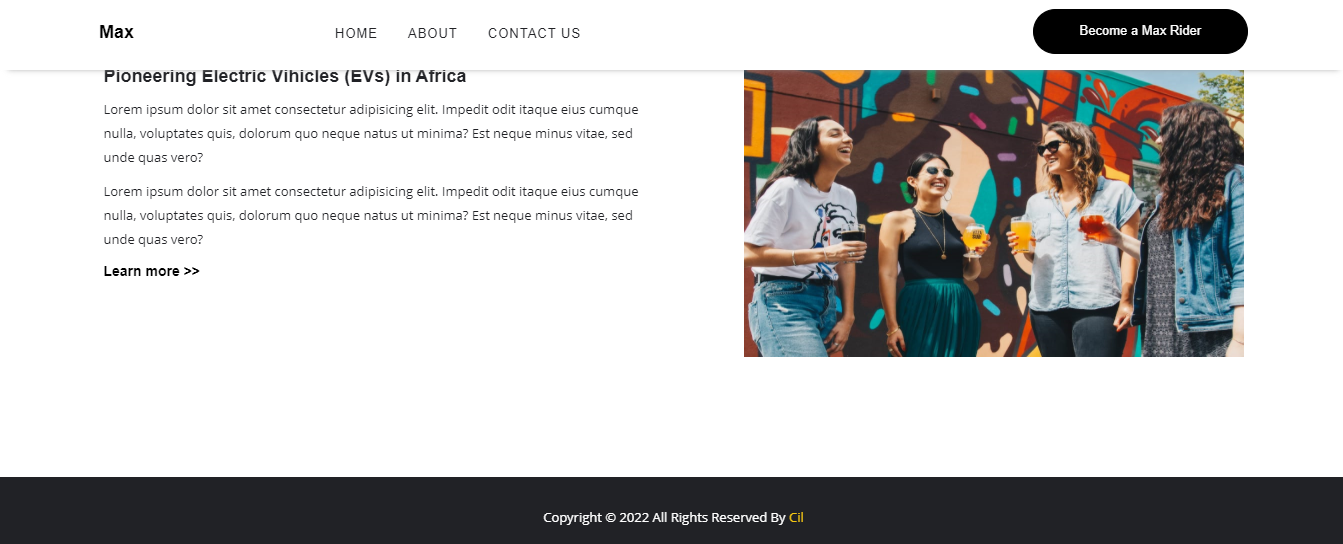 Max
HOME
ABOUT
CONTACT US
Become a Max Rider
Pioneering Electric Vihicles (EVs) in Africa
Lorem ipsum dolor sit amet consectetur adipisicing elit. Impedit odit itaque eius cumque
nulla, voluptates quis, dolorum quo neque natus ut minima? Est neque minus vitae, sed
unde quas vero?
Lorem ipsum dolor sit amet consectetur adipisicing elit. Impedit odit itaque eius cumque
nulla, voluptates quis, dolorum quo neque natus ut minima? Est neque minus vitae, sed
unde quas vero?
Learn more >>
Copyright © 2022 All Rights Reserved By Cil